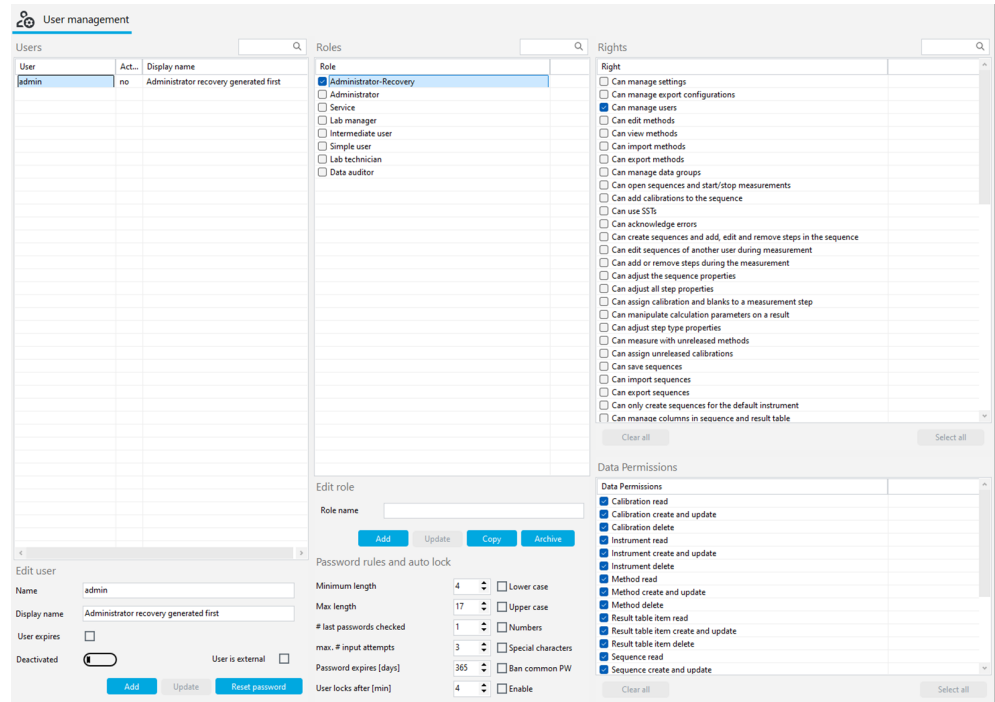 User management
Users
User Act... Display name
admin no Administrator recovery generated first
Edit user
Name admin
Display name Administrator recovery generated first
User expires
Deactivated User is external
Add Update Reset password
Roles
Role
Administrator-Recovery
Administrator
Service
Lab manager
Intermediate user
Simple user
Lab technician
Data auditor
Edit role
Role name
Add Update Copy Archive
Password rules and auto lock
Minimum length 4 Lower case
Max length 17 Upper case
# last passwords checked 1 Numbers
max. # input attempts 3 Special characters
Password expires [days] 365 Ban common PW
User locks after [min] 4 Enable
Rights
Right
Can manage settings
Can manage export configurations
Can manage users
Can edit methods
Can view methods
Can import methods
Can export methods
Can manage data groups
Can open sequences and start/stop measurements
Can add calibrations to the sequence
Can use SSTs
Can acknowledge errors
Can create sequences and add, edit and remove steps in the sequence
Can edit sequences of another user during measurement
Can add or remove steps during the measurement
Can adjust the sequence properties
Can adjust all step properties
Can assign calibration and blanks to a measurement step
Can manipulate calculation parameters on a result
Can adjust step type properties
Can measure with unreleased methods
Can assign unreleased calibrations
Can save sequences
Can import sequences
Can export sequences
Can only create sequences for the default instrument
Can manage columns in sequence and result table
Clear all Select all
Data Permissions
Data Permissions
Calibration read
Calibration create and update
Calibration delete
Instrument read
Instrument create and update
Instrument delete
Method read
Method create and update
Method delete
Result table item read
Result table item create and update
Result table item delete
Sequence read
Sequence create and update
Clear all Select all